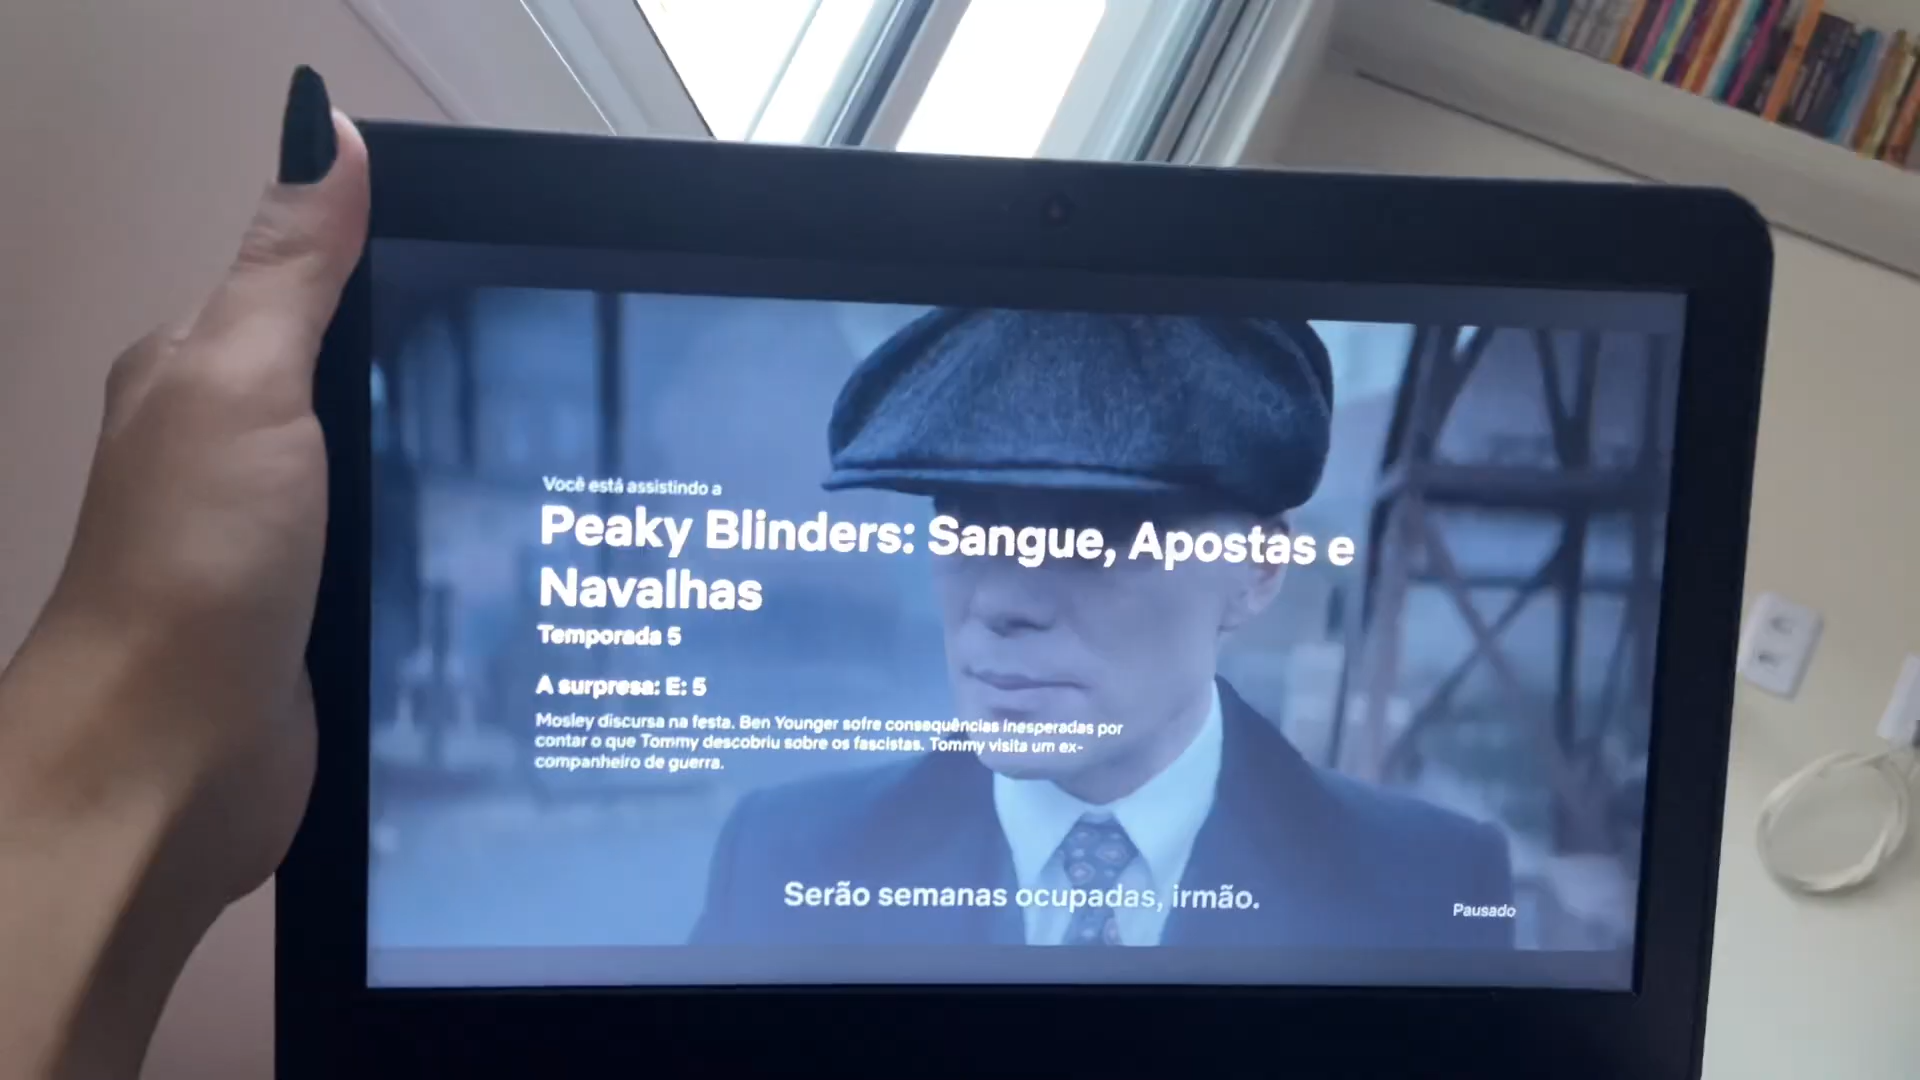 Você está assistindo a
Peaky Blinders: Sangue, Apostas e
Navalhas
Temporada 5
A surpresa: E: 5
Mosley discursa na festa. Ben Younger sofre consequências inesperadas por
contar o que Tommy descobriu sobre os fascistas. Tommy visita um ex-
companheiro de guerra.
Serão semanas ocupadas, irmão.
Pausado